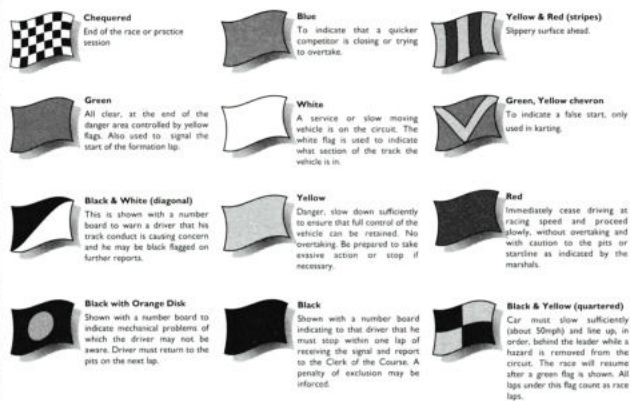 Chequered
End of the race or practice
session
Blue
To indicate that a quicker
competitor is closing or trying
to overtake.
Yellow & Red (stripes)
Slippery surface ahead.
Green
All clear, at the end of the
danger area controlled by yellow
flags. Also used to signal the
start of the formation lap.
White
A service or slow moving
vehicle is on the circuit. The
white flag is used to indicate
what section of the track the
vehicle is in.
Green, Yellow chevron
To indicate a false start, only
used in karting.
Black & White (diagonal)
This is shown with a number
board to warn a driver that his
track conduct is causing concern
and he may be black flagged on
further reports.
Yellow
Danger, slow down sufficiently
to ensure that full control of the
vehicle can be retained. No
overtaking. Be prepared to take
evasive action or stop if
necessary.
Red
Immediately cease driving at
racing speed and proceed
slowly, without overtaking and
with caution to the pits or
startline as indicated by the
marshals.
Black with Orange Disk
Shown with a number board to
indicate mechanical problems of
which the driver may not be
aware. Driver must return to the
pits on the next lap.
Black
Shown with a number board
indicating to that driver that he
must stop within one lap of
receiving the signal and report
to the Clerk of the Course. A
penalty of exclusion may be
inforced.
Black & Yellow (quartered)
Car must slow sufficiently
(about 50mph) and line up, in
order, behind the leader while a
hazard is removed from the
circuit. The race will resume
after a green flag is shown. All
laps under this flag count as race
laps.